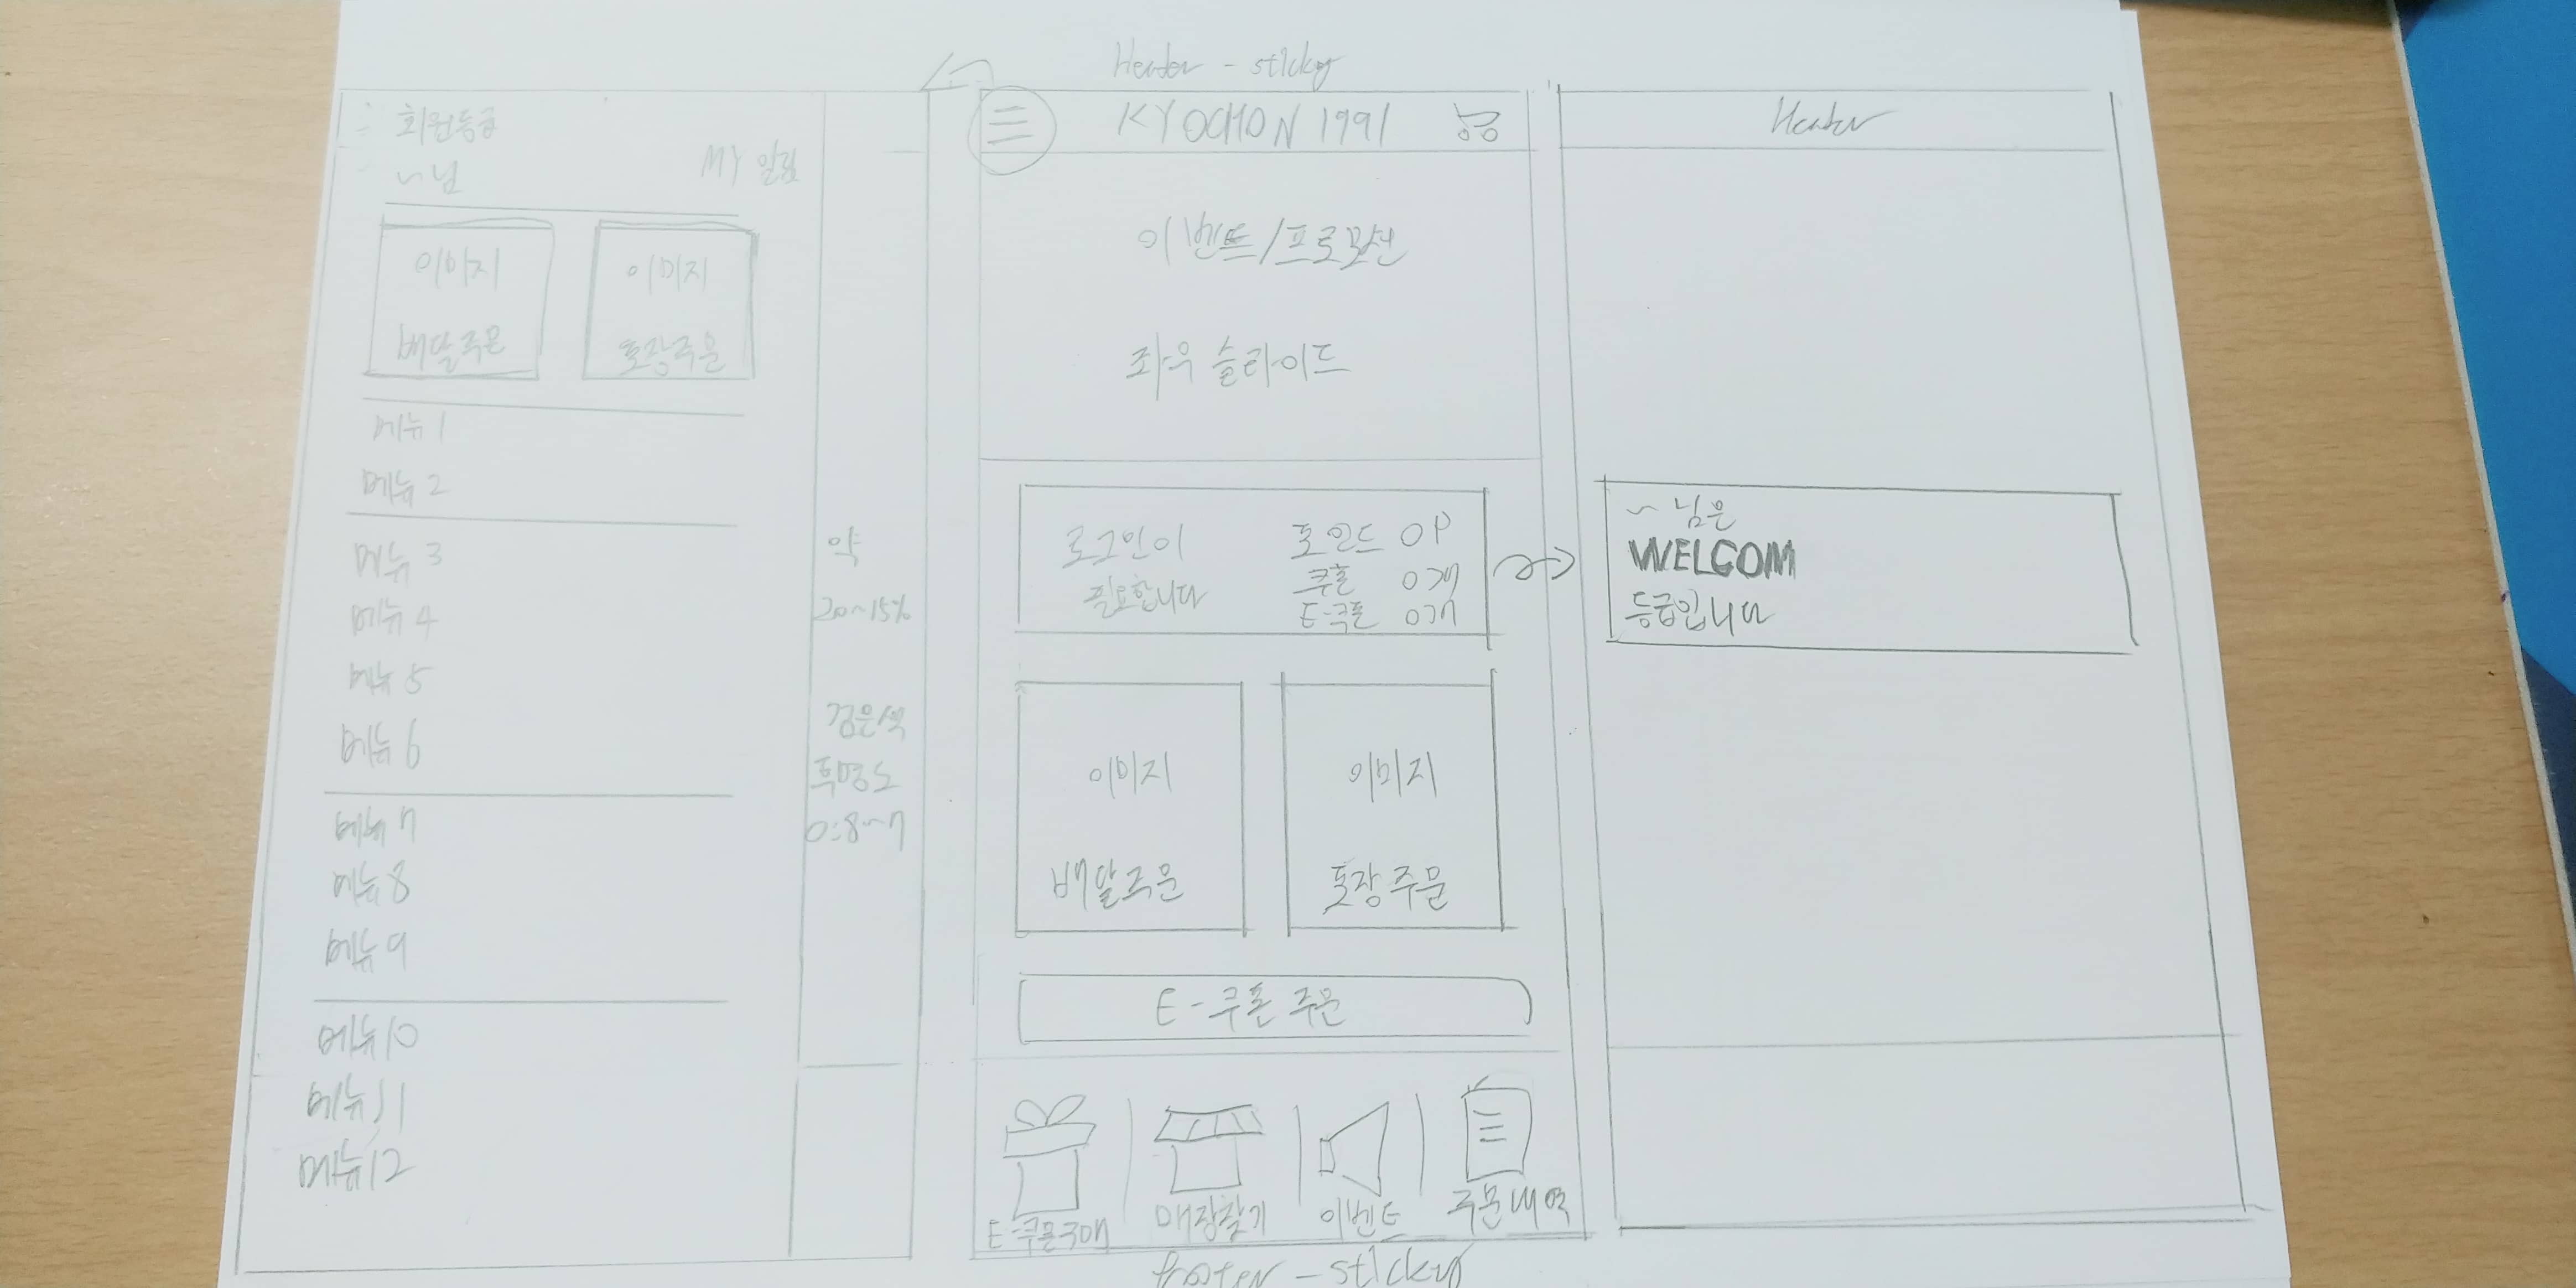 Header - sticky
회원등급
~님
MY 알림
이미지
배달주문
이미지
포장주문
메뉴 1
메뉴 2
메뉴 3
메뉴 4
메뉴 5
메뉴 6
메뉴 7
메뉴 8
메뉴 9
메뉴 10
메뉴 11
메뉴 12
약
20~15%
검은색
투명도
0:8~7
KYOCHON 1991
이벤트/프로모션
좌우 슬라이드
로그인이
필요합니다
포인트 0P
쿠폰 0개
E-쿠폰 0개
이미지
배달주문
이미지
포장주문
E-쿠폰 주문
E-쿠폰구매
매장찾기
이벤트
주문내역
footer - sticky
Header
~님은
WELCOM
등급입니다